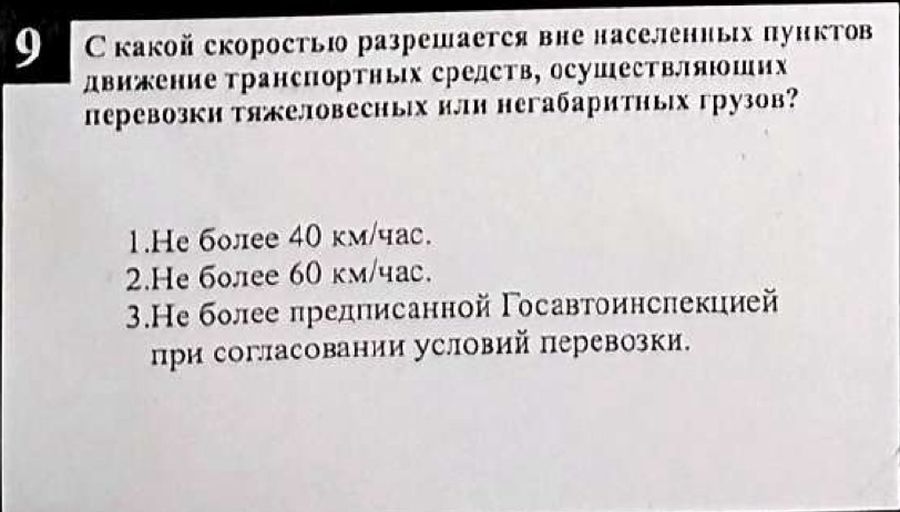 9
С какой скоростью разрешается вне населенных пунктов
движение транспортных средств, осуществляющих
перевозки тяжеловесных или негабаритных грузов?
1.Не более 40 км/час.
2.Не более 60 км/час.
3.Не более предписанной Госавтоинспекцией
при согласовании условий перевозки.